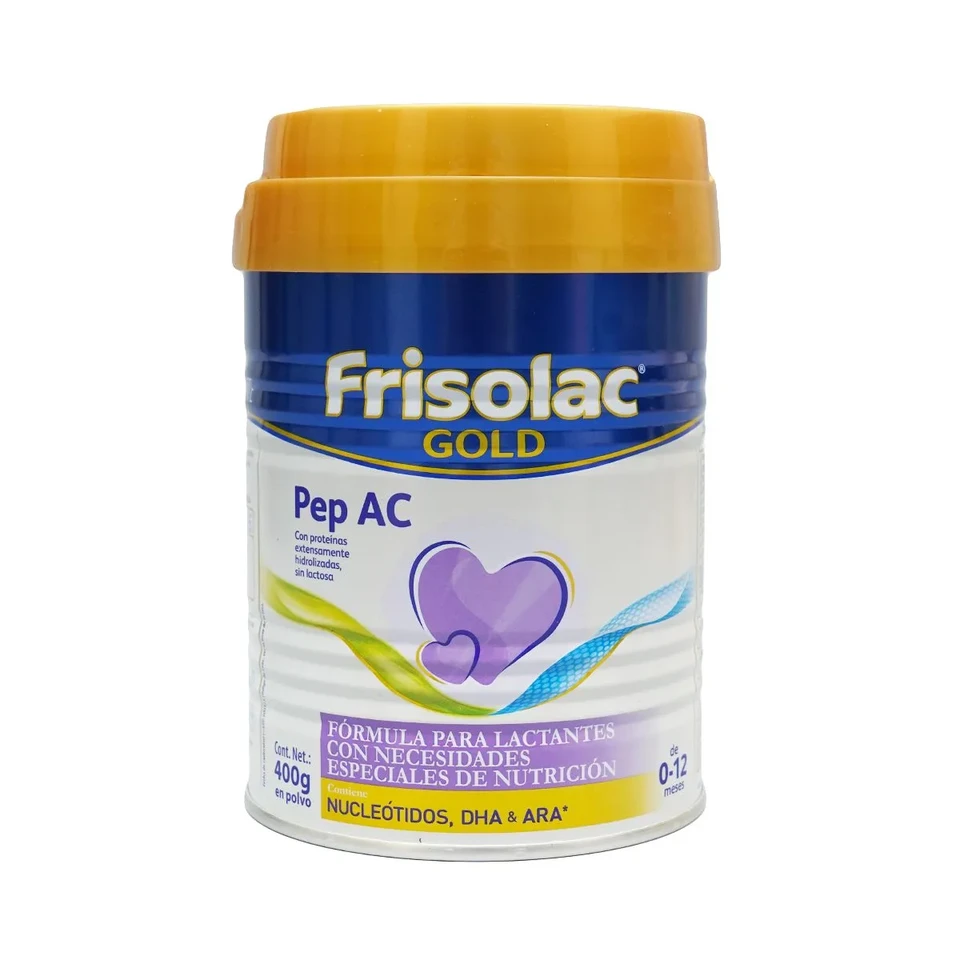 Frisolac®
GOLD
Pep AC
Con proteínas
extensamente
hidrolizadas,
sin lactosa
FÓRMULA PARA LACTANTES
CON NECESIDADES
ESPECIALES DE NUTRICIÓN
Contiene
NUCLEÓTIDOS, DHA & ARA*
Cont. Net.:
400g
en polvo
de
0-12
meses